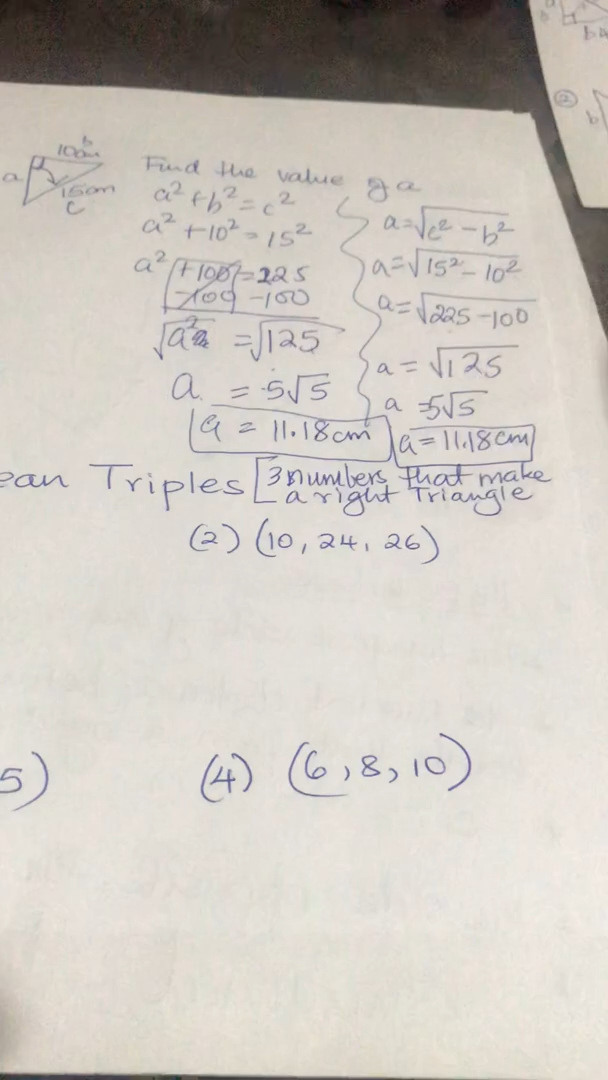 b
10cm
a
15cm
c
Find the value of a
a² + b² = c²
a² + 10² = 15²
a² + 100 = 225
-100 -100
√a² = √125
a = 5√5
a = 11.18cm
a = √c² - b²
a = √15² - 10²
a = √225 - 100
a = √125
a = 5√5
a = 11.18cm
ean Triples [3 numbers that make
a right Triangle
(2) (10, 24, 26)
5)
(4) (6, 8, 10)
b
(2)
b